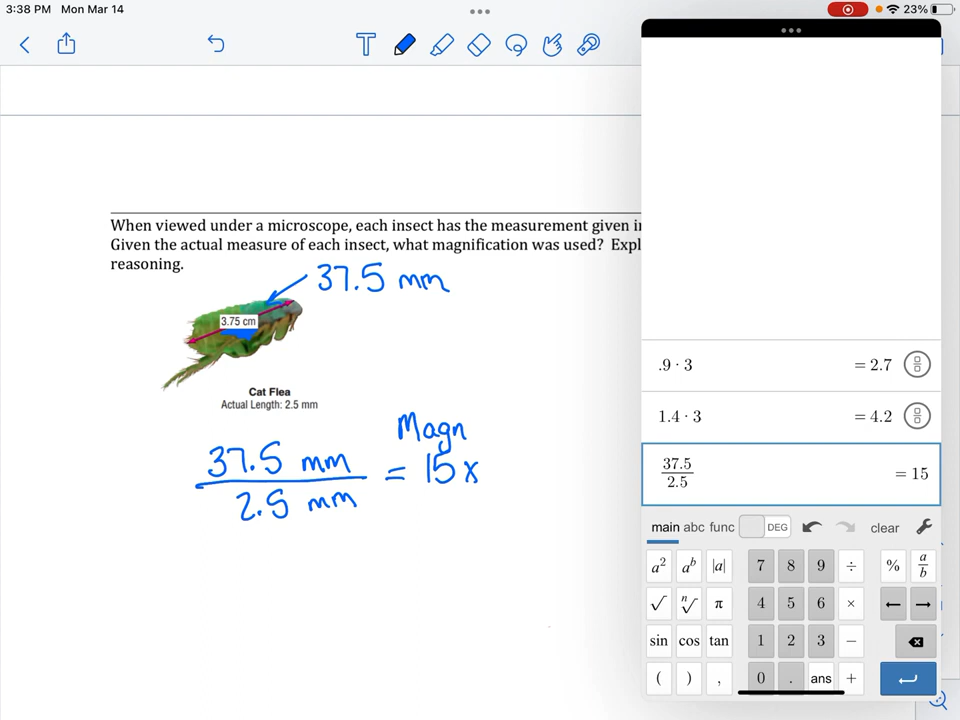 3:38 PM Mon Mar 14
23%
When viewed under a microscope, each insect has the measurement given i
Given the actual measure of each insect, what magnification was used? Expl
reasoning.
37.5 mm
3.75 cm
Cat Flea
Actual Length: 2.5 mm
Magn
37.5 mm
2.5 mm
= 15 x
.9 · 3 = 2.7
1.4 · 3 = 4.2
37.5
2.5
= 15
main abc func DEG clear
a² aᵇ |a| 7 8 9 ÷ % a/b
√ ⁿ√ π 4 5 6 × ← →
sin cos tan 1 2 3 −
( ) , 0 . ans +